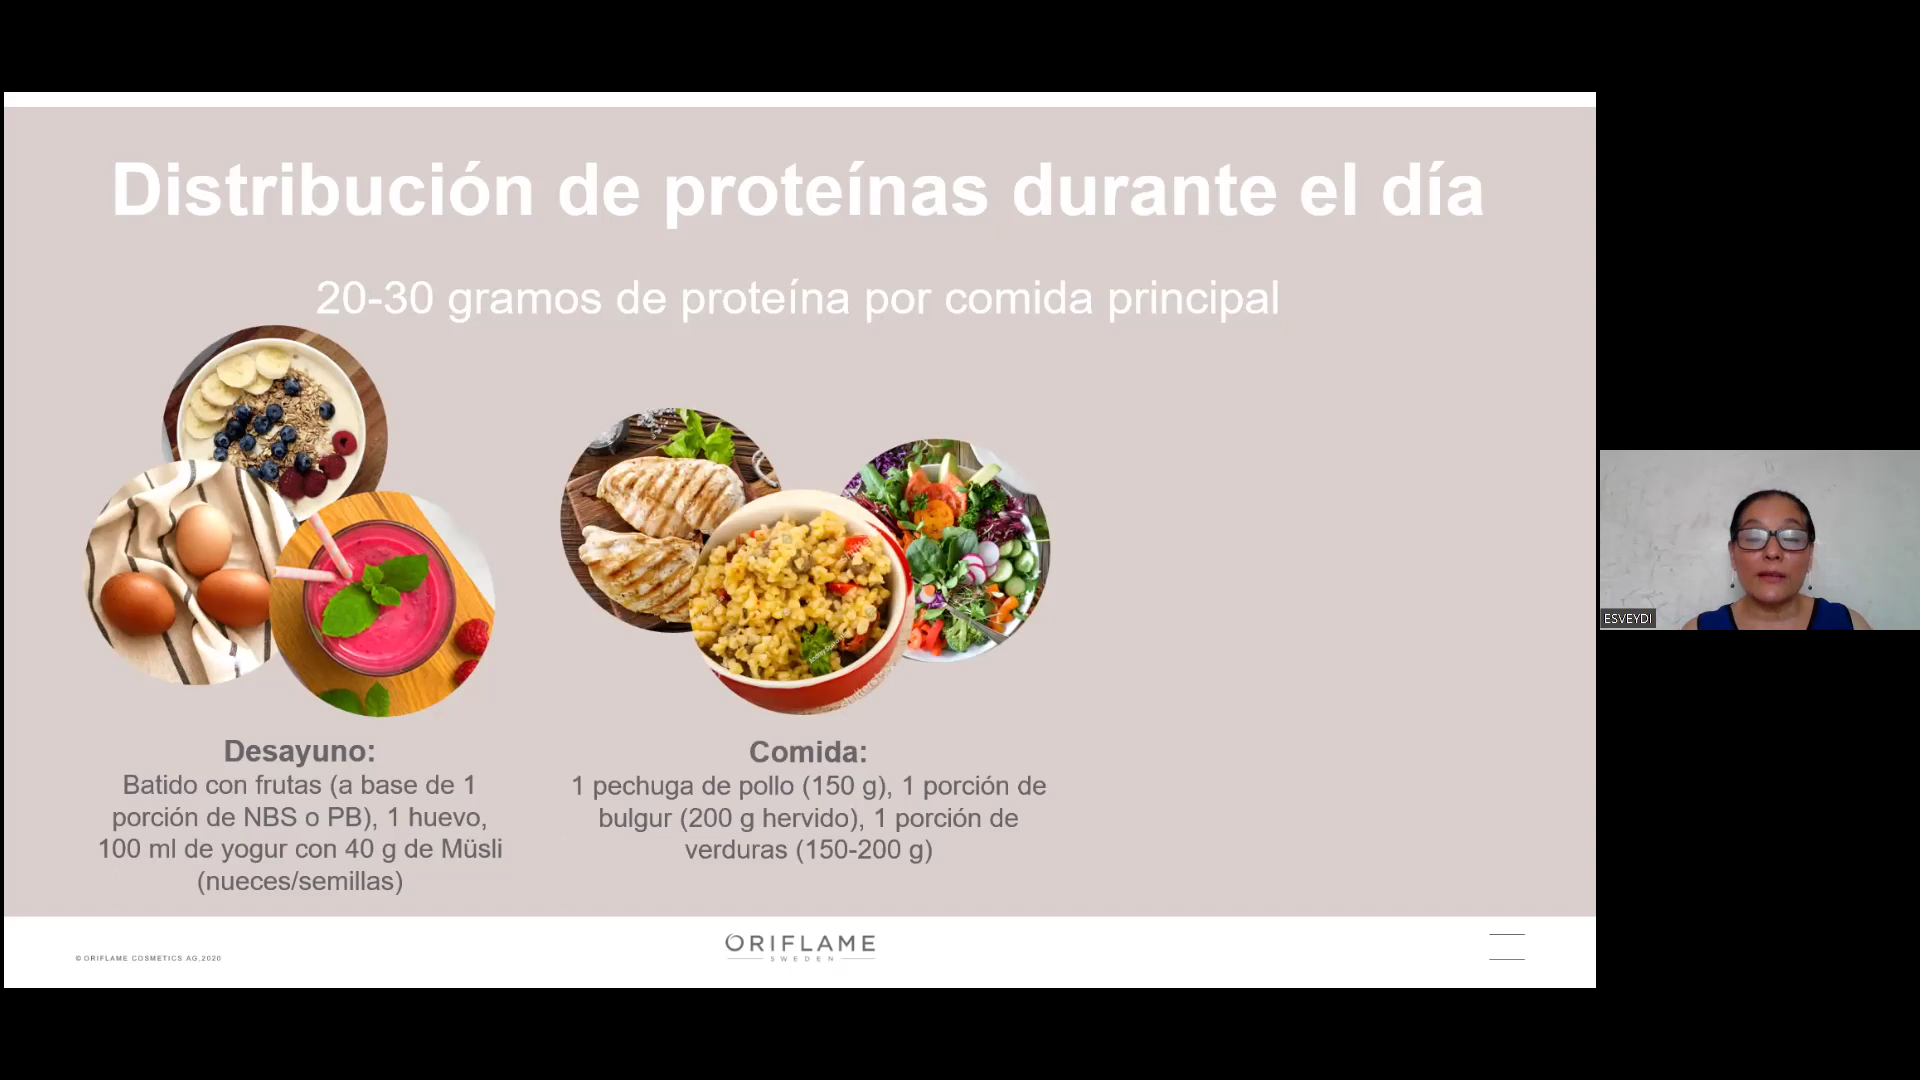 Distribución de proteínas durante el día
20-30 gramos de proteína por comida principal
Desayuno:
Batido con frutas (a base de 1
porción de NBS o PB), 1 huevo,
100 ml de yogur con 40 g de Müsli
(nueces/semillas)
Comida:
1 pechuga de pollo (150 g), 1 porción de
bulgur (200 g hervido), 1 porción de
verduras (150-200 g)
© ORIFLAME COSMETICS AG,2020
ORIFLAME
SWEDEN
ESVEYDI